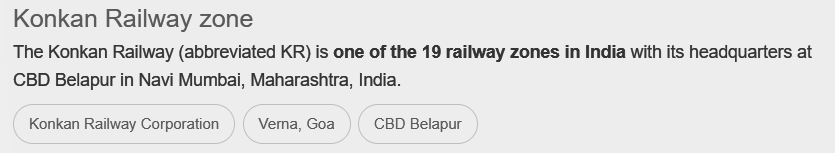 Konkan Railway zone
The Konkan Railway (abbreviated KR) is one of the 19 railway zones in India with its headquarters at
CBD Belapur in Navi Mumbai, Maharashtra, India.
Konkan Railway Corporation Verna, Goa CBD Belapur